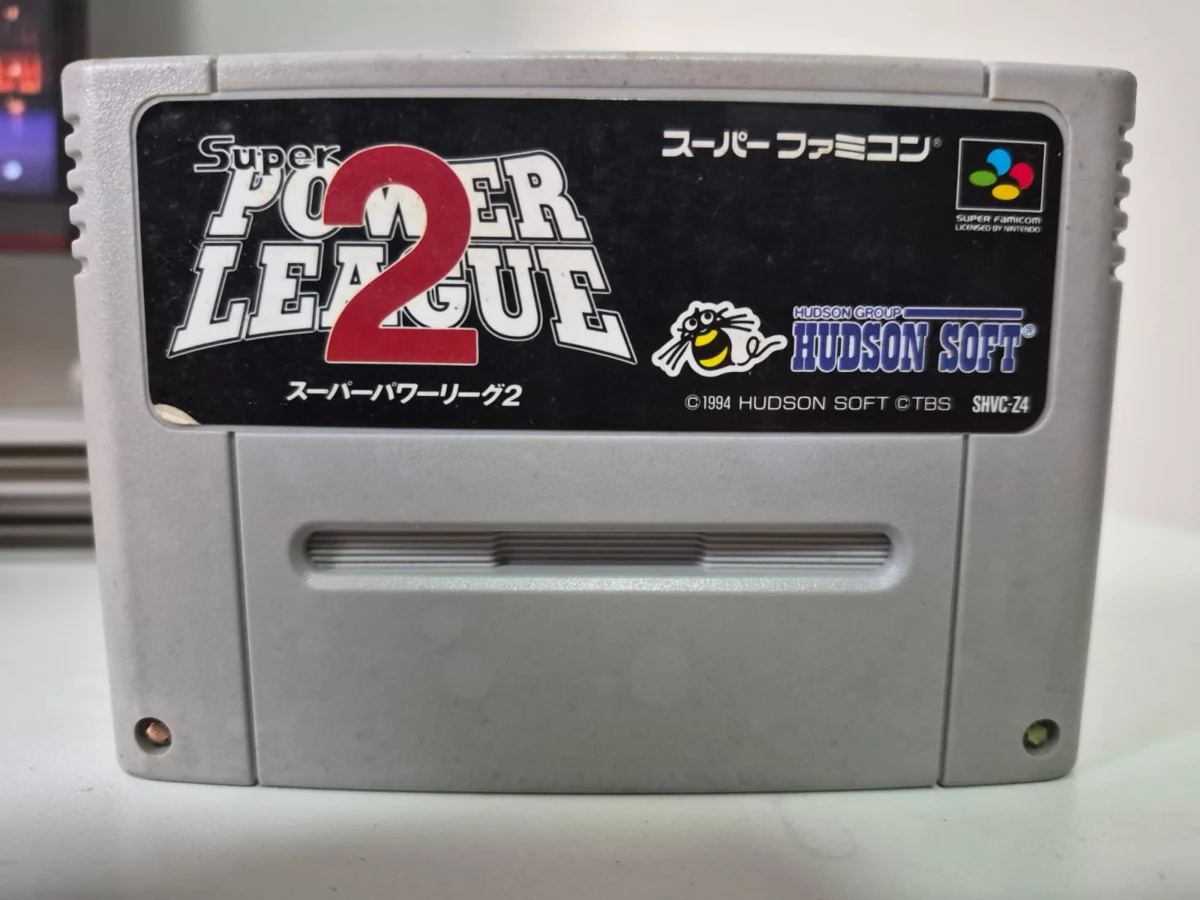 Super
POWER
LEAGUE
2
スーパーパワーリーグ2
スーパーファミコン®
SUPER FAMICOM
LICENSED BY NINTENDO
HUDSON GROUP
HUDSON SOFT®
©1994 HUDSON SOFT ©TBS SHVC-Z4